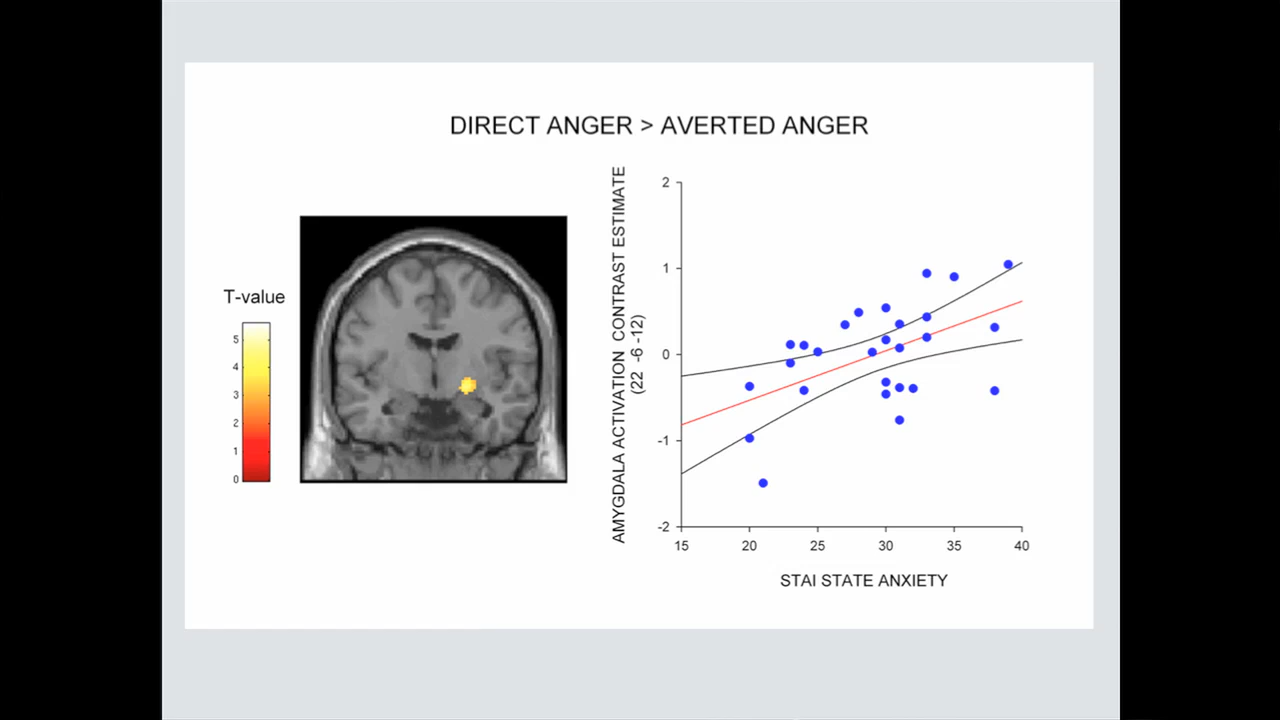 DIRECT ANGER > AVERTED ANGER
T-value
5
4
3
2
1
0
AMYGDALA ACTIVATION CONTRAST ESTIMATE
(22 -6 -12)
2
1
0
-1
-2
15 20 25 30 35 40
STAI STATE ANXIETY